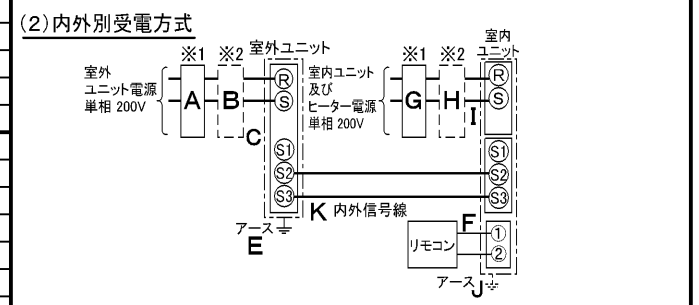 (2)内外別受電方式
※1 ※2 室外ユニット
室外
ユニット電源
単相 200V
A B C
R
S
S1
S2
S3
アース
E
※1 ※2 室内
ユニット
室内ユニット
及び
ヒーター電源
単相 200V
G H I
R
S
S1
S2
S3
K 内外信号線
F
リモコン
①
②
アース J